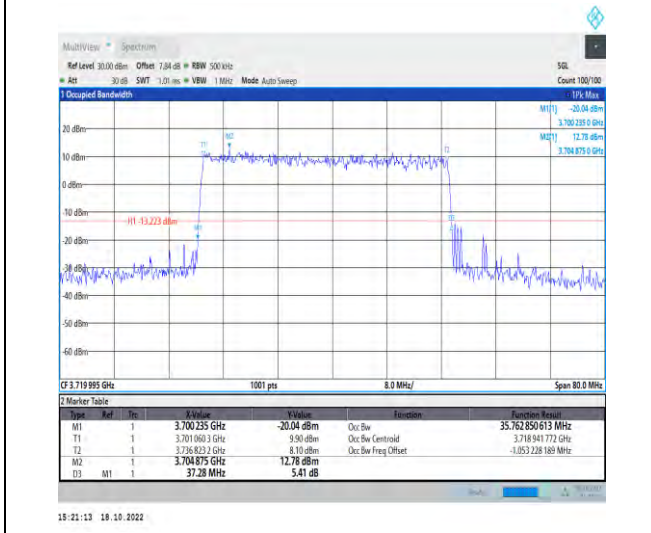 MultiView Spectrum
Ref Level 30.00 dBm Offset 7.84 dB RBW 500 kHz SGL
Att 30 dB SWT 1.01 ms VBW 1 MHz Mode Auto Sweep Count 100/100
1 Occupied Bandwidth 1Pk Max
M1[1] -20.04 dBm
3.700 235 0 GHz
M2[1] 12.78 dBm
3.704 875 0 GHz
20 dBm
M2
T1 T2
10 dBm
0 dBm
-10 dBm
H1 -13.223 dBm
D3
M1
-20 dBm
-30 dBm
-40 dBm
-50 dBm
-60 dBm
CF 3.719 995 GHz 1001 pts 8.0 MHz/ Span 80.0 MHz
2 Marker Table
Type Ref Trc X-Value Y-Value Function Function Result
M1 1 3.700 235 GHz -20.04 dBm Occ Bw 35.762 850 613 MHz
T1 1 3.701 060 3 GHz 9.90 dBm Occ Bw Centroid 3.718 941 772 GHz
T2 1 3.736 823 2 GHz 8.10 dBm Occ Bw Freq Offset -1.053 228 189 MHz
M2 1 3.704 875 GHz 12.78 dBm
D3 M1 1 37.28 MHz 5.41 dB
15:21:13 18.10.2022